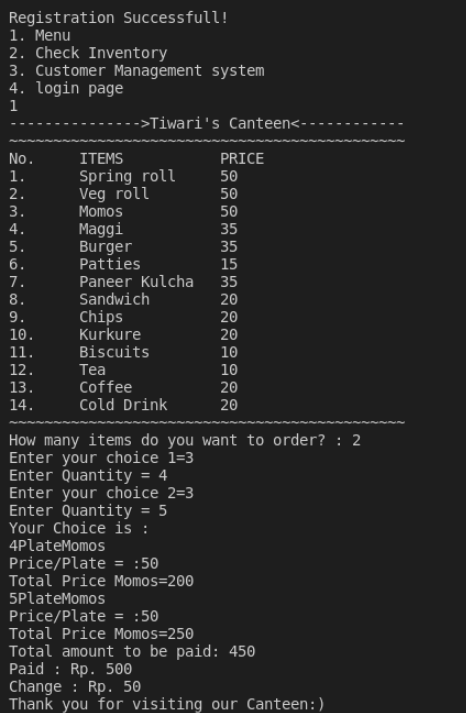 Registration Successfull!
1. Menu
2. Check Inventory
3. Customer Management system
4. login page
1
--------------->Tiwari's Canteen<------------
~~~~~~~~~~~~~~~~~~~~~~~~~~~~~~~~~~~~~~~~~~~~~
No.     ITEMS           PRICE
1.      Spring roll     50
2.      Veg roll        50
3.      Momos           50
4.      Maggi           35
5.      Burger          35
6.      Patties         15
7.      Paneer Kulcha   35
8.      Sandwich        20
9.      Chips           20
10.     Kurkure         20
11.     Biscuits        10
12.     Tea             10
13.     Coffee          20
14.     Cold Drink      20
~~~~~~~~~~~~~~~~~~~~~~~~~~~~~~~~~~~~~~~~~~~~~
How many items do you want to order? : 2
Enter your choice 1=3
Enter Quantity = 4
Enter your choice 2=3
Enter Quantity = 5
Your Choice is :
4PlateMomos
Price/Plate = :50
Total Price Momos=200
5PlateMomos
Price/Plate = :50
Total Price Momos=250
Total amount to be paid: 450
Paid : Rp. 500
Change : Rp. 50
Thank you for visiting our Canteen:)